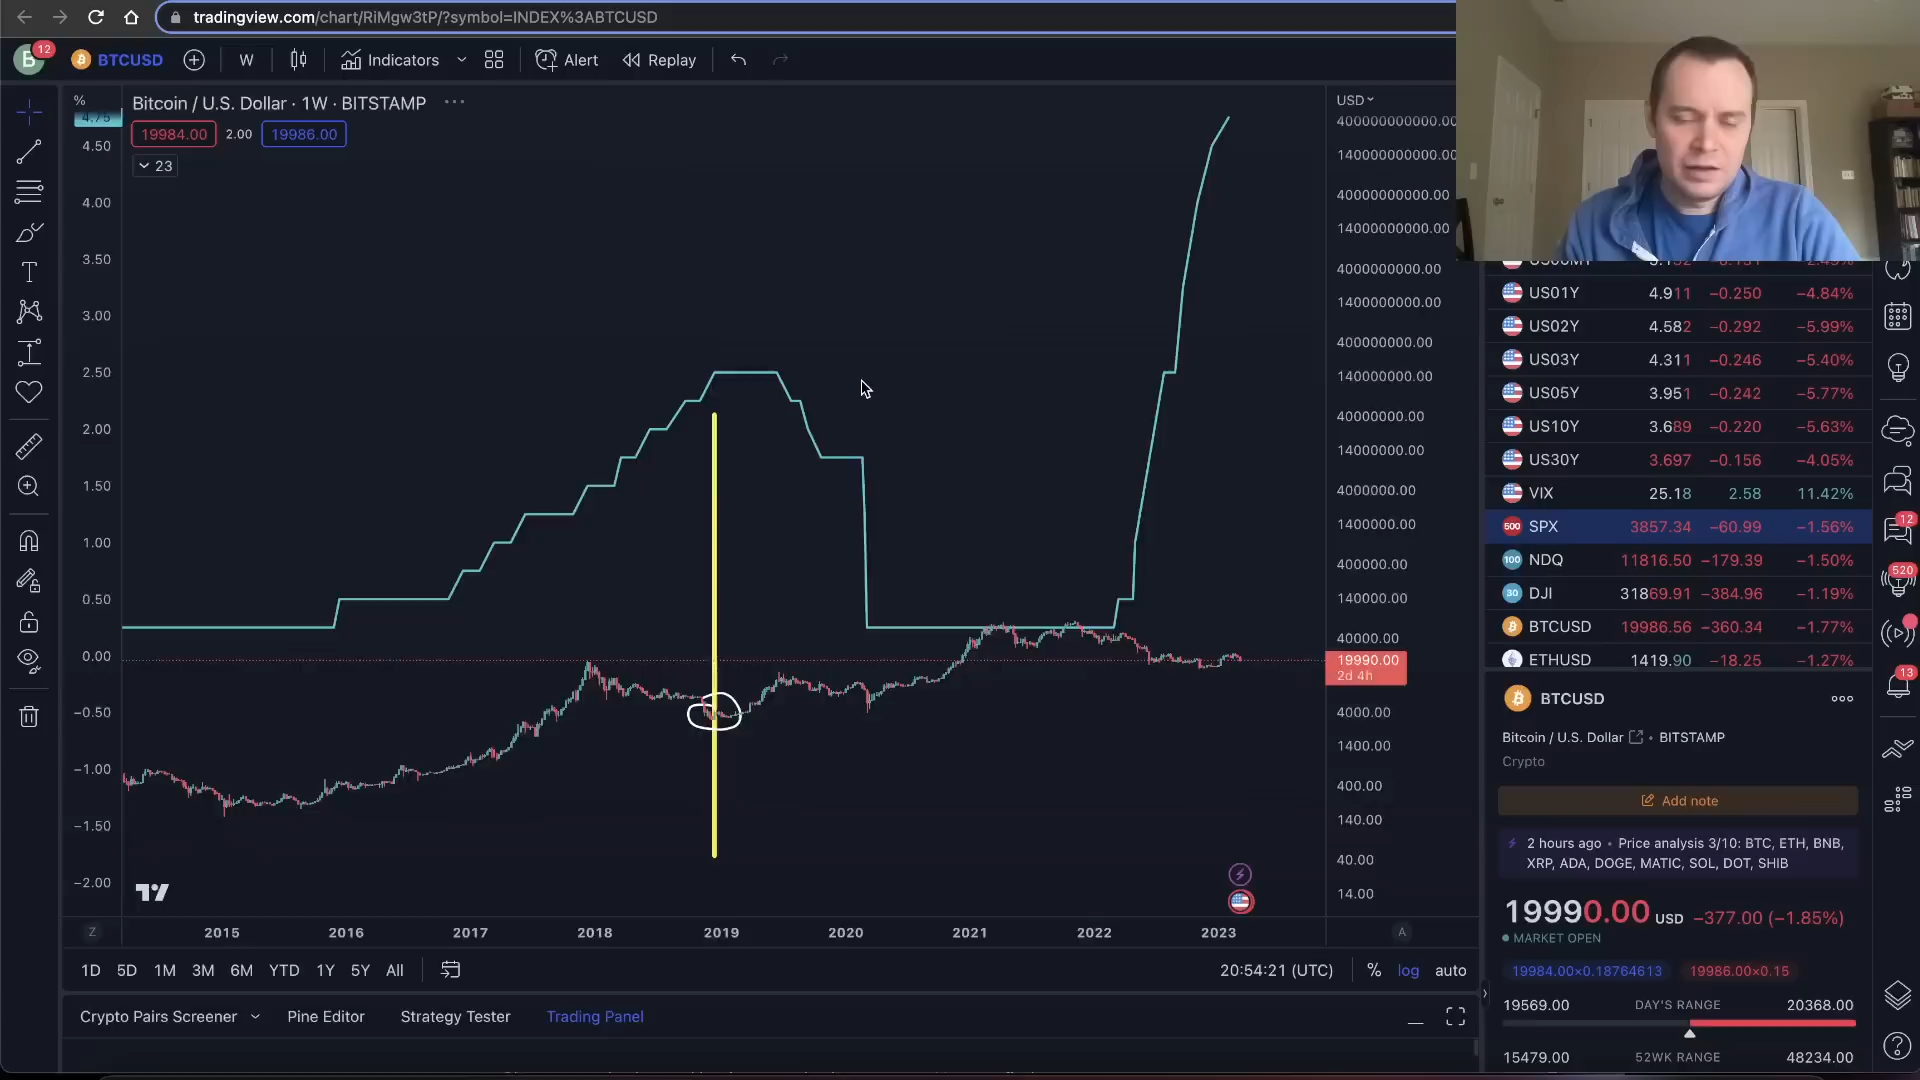 tradingview.com/chart/RiMgw3tP/?symbol=INDEX%3ABTCUSD
B 12 BTCUSD W Indicators Alert Replay
% Bitcoin / U.S. Dollar · 1W · BITSTAMP USD
4.75
19984.00 2.00 19986.00
23
4.50
4.00
3.50
3.00
2.50
2.00
1.50
1.00
0.50
0.00
−0.50
−1.00
−1.50
−2.00
14000000000.00
4000000000.00
1400000000.00
400000000.00
140000000.00
40000000.00
14000000.00
4000000.00
1400000.00
400000.00
140000.00
40000.00
19990.00
2d 4h
4000.00
1400.00
400.00
140.00
40.00
14.00
Z 2015 2016 2017 2018 2019 2020 2021 2022 2023 A
1D 5D 1M 3M 6M YTD 1Y 5Y All 20:54:21 (UTC) % log auto
Crypto Pairs Screener Pine Editor Strategy Tester Trading Panel
US01Y 4.911 −0.250 −4.84%
US02Y 4.582 −0.292 −5.99%
US03Y 4.311 −0.246 −5.40%
US05Y 3.951 −0.242 −5.77%
US10Y 3.689 −0.220 −5.63%
US30Y 3.697 −0.156 −4.05%
VIX 25.18 2.58 11.42%
500 SPX 3857.34 −60.99 −1.56%
100 NDQ 11816.50 −179.39 −1.50%
30 DJI 31869.91 −384.96 −1.19%
BTCUSD 19986.56 −360.34 −1.77%
ETHUSD 1419.90 −18.25 −1.27%
12
520
13
BTCUSD
Bitcoin / U.S. Dollar • BITSTAMP
Crypto
Add note
2 hours ago • Price analysis 3/10: BTC, ETH, BNB,
XRP, ADA, DOGE, MATIC, SOL, DOT, SHIB
19990.00 USD −377.00 (−1.85%)
MARKET OPEN
19984.00×0.18764613 19986.00×0.15
19569.00 DAY'S RANGE 20368.00
15479.00 52WK RANGE 48234.00